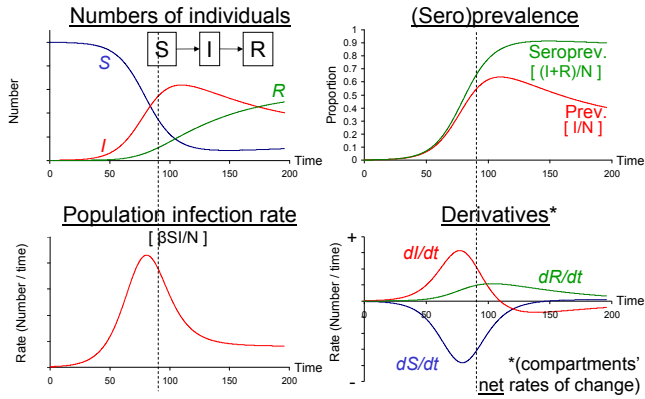 Numbers of individuals
S I R
S
R
I
Number
0 50 100 150 200 Time
(Sero)prevalence
1
0.9
0.8
0.7
0.6
0.5
0.4
0.3
0.2
0.1
0
Proportion
Seroprev.
[ (I+R)/N ]
Prev.
[ I/N ]
0 50 100 150 200 Time
Population infection rate
[ βSI/N ]
Rate (Number / time)
0 50 100 150 200 Time
Derivatives*
+
-
Rate (Number / time)
dI/dt
dR/dt
dS/dt
0 50 100 150 200 Time
*(compartments’
net rates of change)